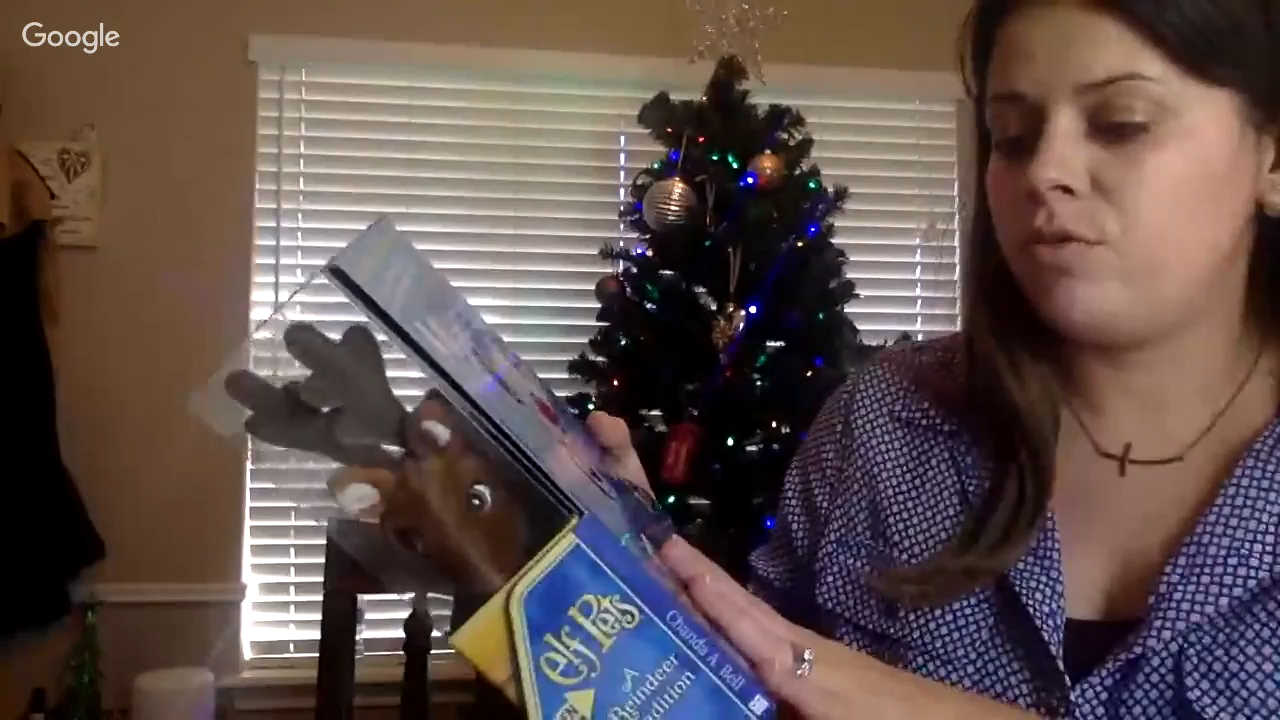 Google
elf Pets
A
Reindeer
Tradition
Chanda A. Bell